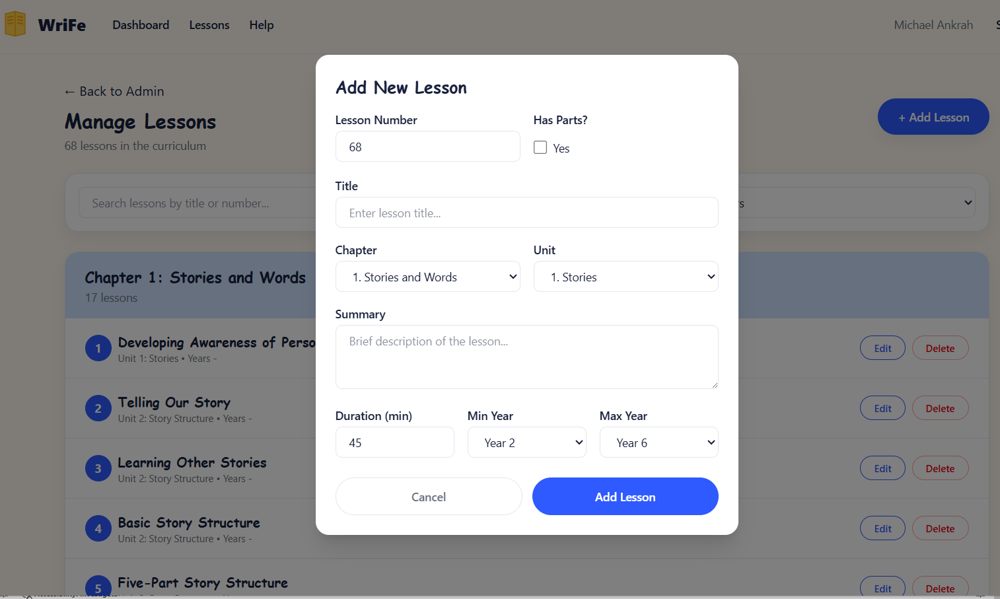 WriFe
Dashboard
Lessons
Help
Michael Ankrah
← Back to Admin
Manage Lessons
68 lessons in the curriculum
+ Add Lesson
Search lessons by title or number...
Chapter 1: Stories and Words
17 lessons
1
Developing Awareness of
Unit 1: Stories • Years -
Edit
Delete
2
Telling Our Story
Unit 2: Story Structure • Years -
Edit
Delete
3
Learning Other Stories
Unit 2: Story Structure • Years -
Edit
Delete
4
Basic Story Structure
Unit 2: Story Structure • Years -
Edit
Delete
5
Five-Part Story Structure
Edit
Delete
Add New Lesson
Lesson Number
Has Parts?
68
Yes
Title
Enter lesson title...
Chapter
Unit
1. Stories and Words
1. Stories
Summary
Brief description of the lesson...
Duration (min)
Min Year
Max Year
45
Year 2
Year 6
Cancel
Add Lesson